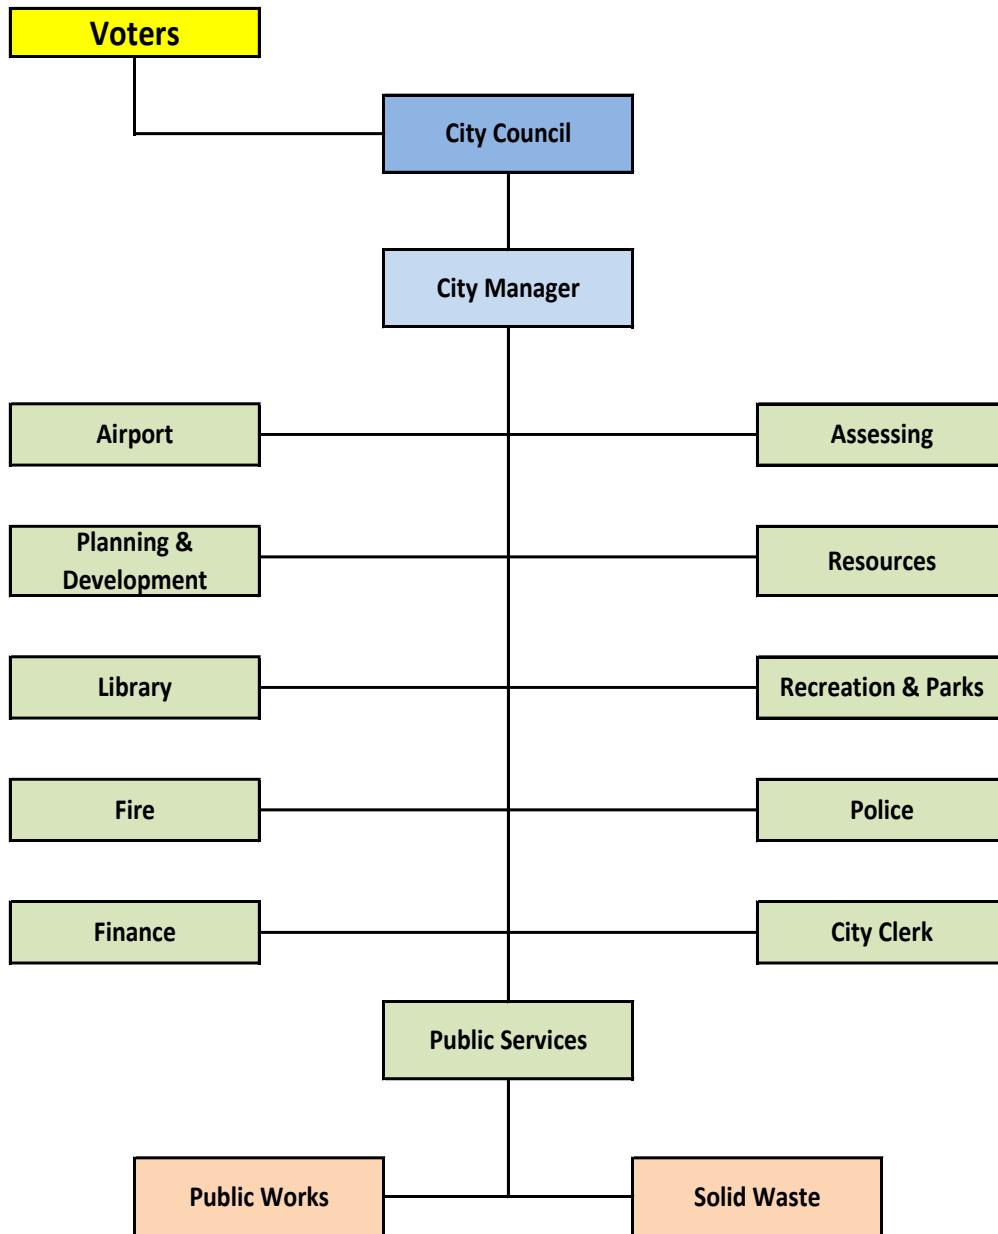 Voters
City Council
City Manager
Airport
Assessing
Planning &
Development
Resources
Library
Recreation & Parks
Fire
Police
Finance
City Clerk
Public Services
Public Works
Solid Waste